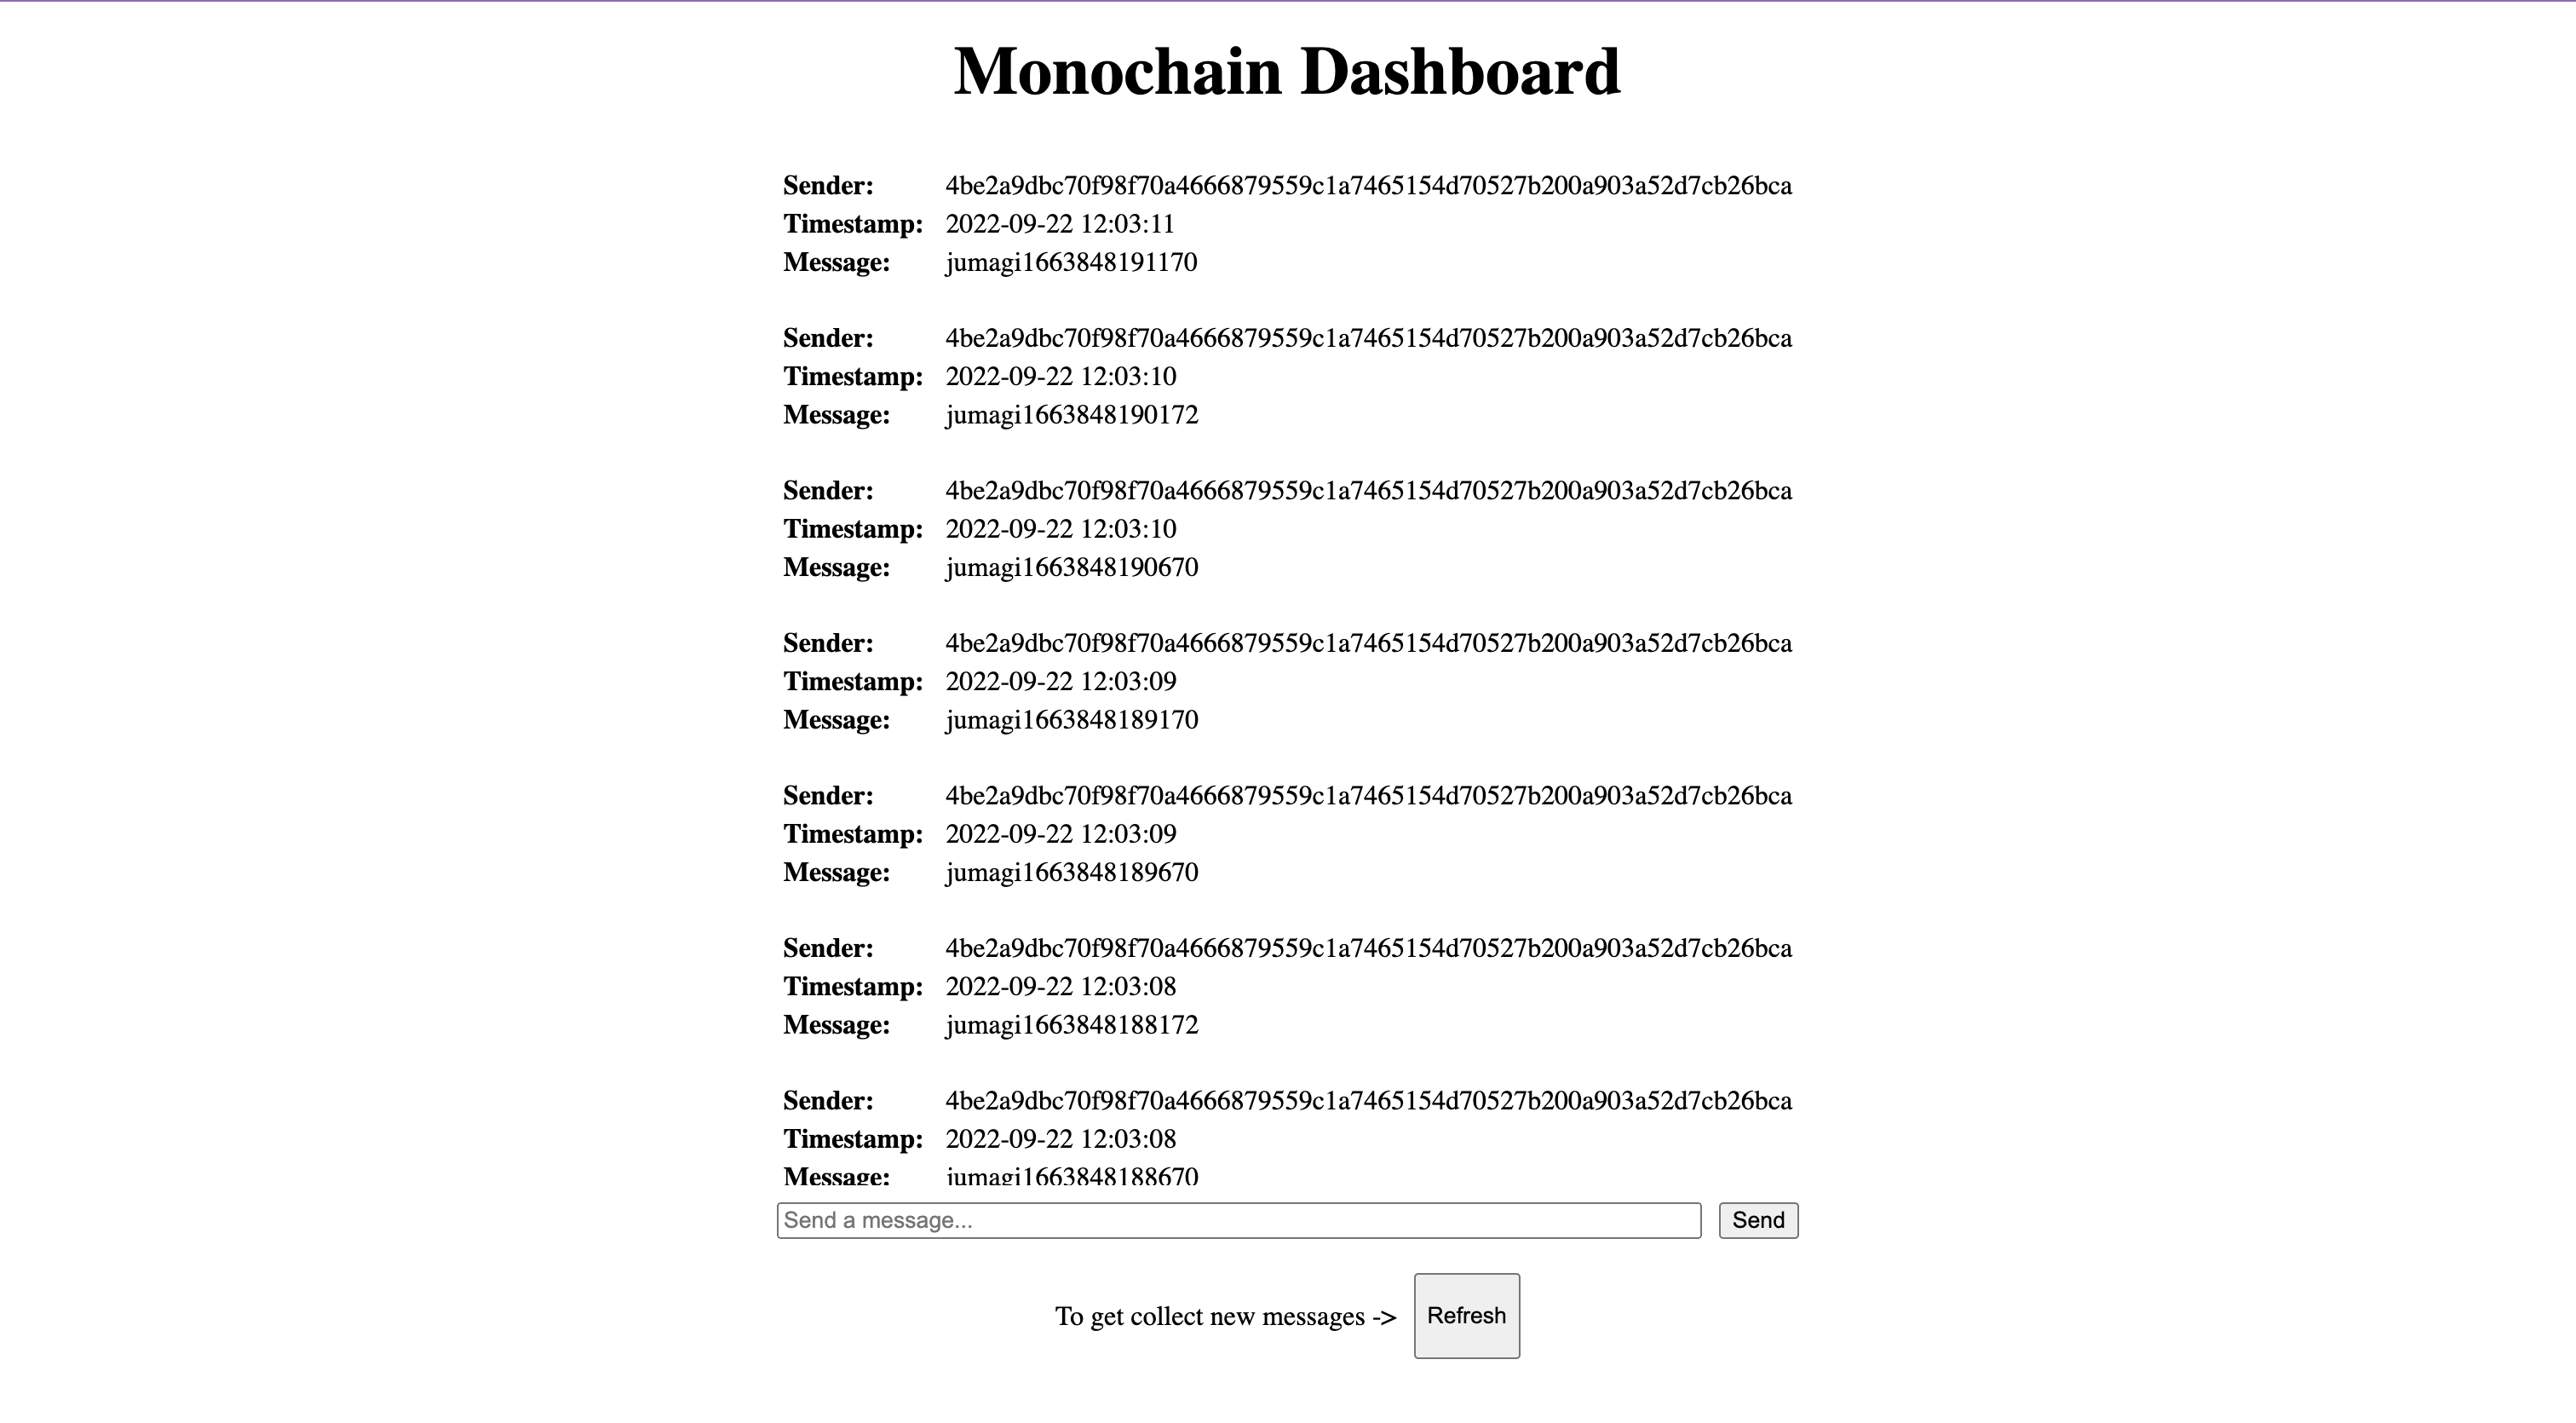 Monochain Dashboard
Sender: 4be2a9dbc70f98f70a4666879559c1a7465154d70527b200a903a52d7cb26bca
Timestamp: 2022-09-22 12:03:11
Message: jumagi1663848191170
Sender: 4be2a9dbc70f98f70a4666879559c1a7465154d70527b200a903a52d7cb26bca
Timestamp: 2022-09-22 12:03:10
Message: jumagi1663848190172
Sender: 4be2a9dbc70f98f70a4666879559c1a7465154d70527b200a903a52d7cb26bca
Timestamp: 2022-09-22 12:03:10
Message: jumagi1663848190670
Sender: 4be2a9dbc70f98f70a4666879559c1a7465154d70527b200a903a52d7cb26bca
Timestamp: 2022-09-22 12:03:09
Message: jumagi1663848189170
Sender: 4be2a9dbc70f98f70a4666879559c1a7465154d70527b200a903a52d7cb26bca
Timestamp: 2022-09-22 12:03:09
Message: jumagi1663848189670
Sender: 4be2a9dbc70f98f70a4666879559c1a7465154d70527b200a903a52d7cb26bca
Timestamp: 2022-09-22 12:03:08
Message: jumagi1663848188172
Sender: 4be2a9dbc70f98f70a4666879559c1a7465154d70527b200a903a52d7cb26bca
Timestamp: 2022-09-22 12:03:08
Message: jumagi1663848188670
Send a message... Send
To get collect new messages -> Refresh